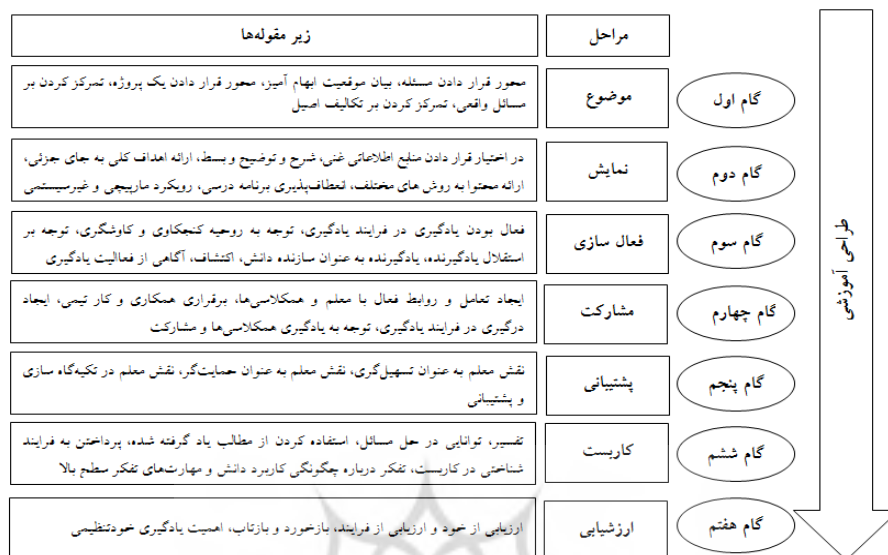 مراحل
زیر مقوله‌ها
گام اول
موضوع
محور قرار دادن مسئله، بیان موقعیت ابهام آمیز، محور قرار دادن یک پروژه، تمرکز کردن بر
مسائل واقعی، تمرکز کردن بر تکالیف اصیل
گام دوم
نمایش
در اختیار قرار دادن منابع اطلاعاتی غنی، شرح و توضیح و بسط، ارائه اهداف کلی به جای جزئی،
ارائه محتوا به روش های مختلف، انعطاف‌پذیری برنامه درسی، رویکرد مارپیچی و غیرسیستمی
گام سوم
فعال سازی
فعال بودن یادگیری در فرایند یادگیری، توجه به روحیه کنجکاوی و کاوشگری، توجه بر
استقلال یادگیرنده، یادگیرنده به عنوان سازنده دانش، اکتشاف، آگاهی از فعالیت یادگیری
گام چهارم
مشارکت
ایجاد تعامل و روابط فعال با معلم و همکلاسی‌ها، برقراری همکاری و کار تیمی، ایجاد
درگیری در فرایند یادگیری، توجه به یادگیری همکلاسی‌ها و مشارکت
گام پنجم
پشتیبانی
نقش معلم به عنوان تسهیل‌گری، نقش معلم به عنوان حمایت‌گر، نقش معلم در تکیه‌گاه سازی
و پشتیبانی
گام ششم
کاربست
تفسیر، توانایی در حل مسائل، استفاده کردن از مطالب یاد گرفته شده، پرداختن به فرایند
شناختی در کاربست، تفکر درباره چگونگی کاربرد دانش و مهارت‌های تفکر سطح بالا
گام هفتم
ارزشیابی
ارزیابی از خود و ارزیابی از فرایند، بازخورد و بازتاب، اهمیت یادگیری خودتنظیمی
طراحی آموزشی